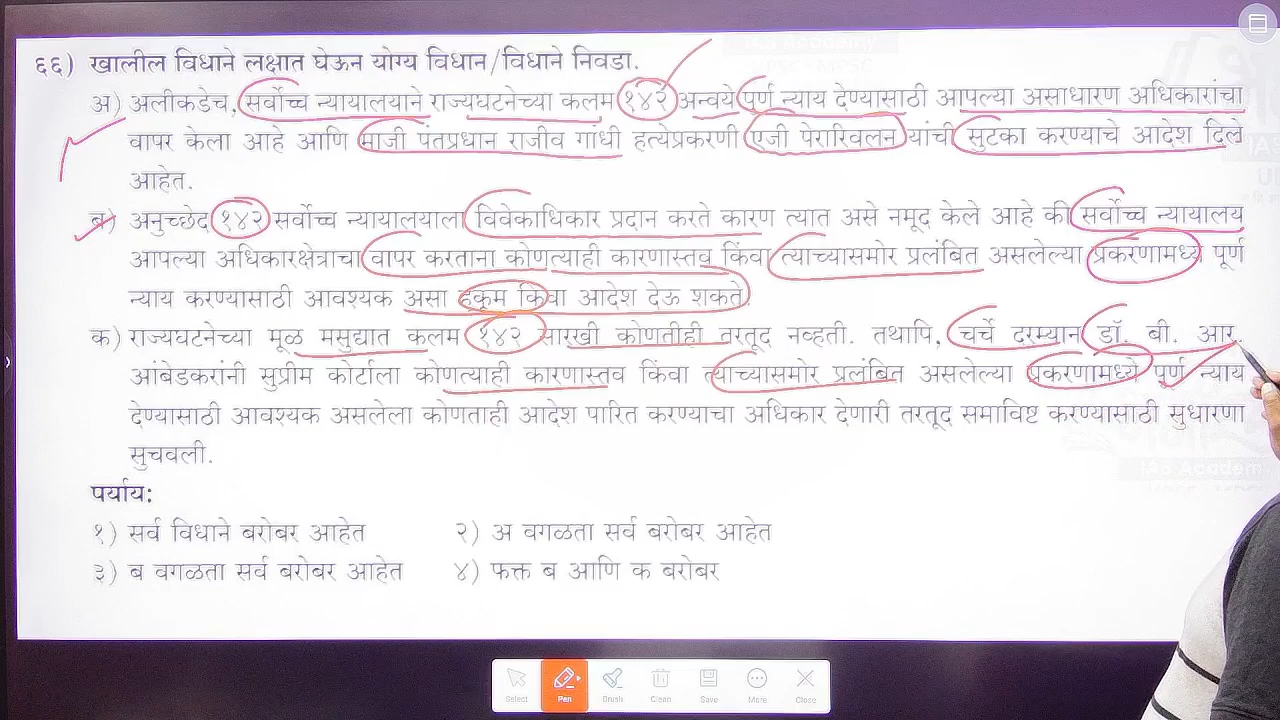 ६६) खालील विधाने लक्षात घेऊन योग्य विधान/विधाने निवडा.
अ) अलीकडेच, सर्वोच्च न्यायालयाने राज्यघटनेच्या कलम १४२ अन्वये पूर्ण न्याय देण्यासाठी आपल्या असाधारण अधिकारांचा
वापर केला आहे आणि माजी पंतप्रधान राजीव गांधी हत्येप्रकरणी एजी पेरारिवलन यांची सुटका करण्याचे आदेश दिले
आहेत.
ब) अनुच्छेद १४२ सर्वोच्च न्यायालयाला विवेकाधिकार प्रदान करते कारण त्यात असे नमूद केले आहे की सर्वोच्च न्यायालय
आपल्या अधिकारक्षेत्राचा वापर करताना कोणत्याही कारणास्तव किंवा त्याच्यासमोर प्रलंबित असलेल्या प्रकरणामध्ये पूर्ण
न्याय करण्यासाठी आवश्यक असा हुकूम किंवा आदेश देऊ शकते.
क) राज्यघटनेच्या मूळ मसुद्यात कलम १४२ सारखी कोणतीही तरतूद नव्हती. तथापि, चर्चे दरम्यान डॉ. बी. आर.
आंबेडकरांनी सुप्रीम कोर्टाला कोणत्याही कारणास्तव किंवा त्याच्यासमोर प्रलंबित असलेल्या प्रकरणामध्ये पूर्ण न्याय
देण्यासाठी आवश्यक असलेला कोणताही आदेश पारित करण्याचा अधिकार देणारी तरतूद समाविष्ट करण्यासाठी सुधारणा
सुचवली.
पर्याय:
१) सर्व विधाने बरोबर आहेत २) अ वगळता सर्व बरोबर आहेत
३) ब वगळता सर्व बरोबर आहेत ४) फक्त ब आणि क बरोबर
Select Pen Brush Clean Save More Close